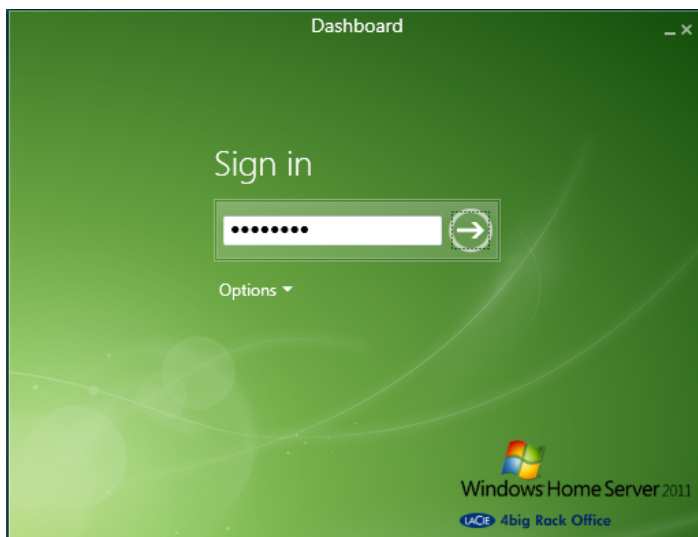 Dashboard
Sign in
••••••••
Options
Windows Home Server 2011
LACIE 4big Rack Office